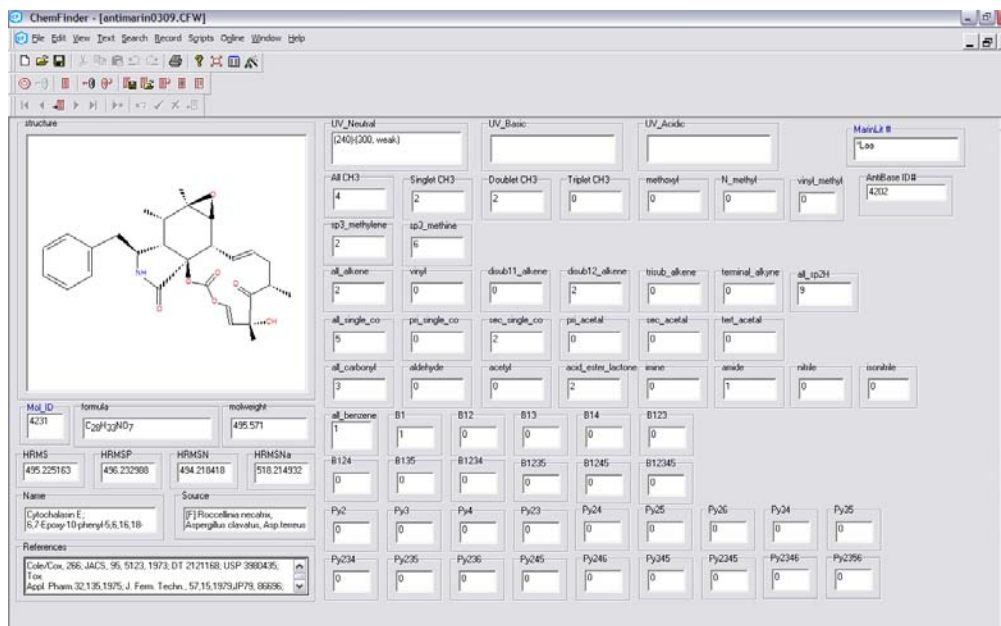 ChemFinder - [antimarin0309.CFW]
File Edit View Text Search Record Scripts Online Window Help
structure
UV_Neutral UV_Basic UV_Acidic MarinLit #
(240)-(300, weak) *Laa
All CH3 Singlet CH3 Doublet CH3 Triplet CH3 methoxyl N_methyl vinyl_methyl AntiBase ID#
4 2 2 0 0 0 0 4202
sp3_methylene sp3_methine
2 6
all_alkene vinyl disub11_alkene disub12_alkene trisub_alkene terminal_alkyne all_sp2H
2 0 0 2 0 0 9
all_single_co pri_single_co sec_single_co pri_acetal sec_acetal tert_acetal
5 0 2 0 0 0
all_carbonyl aldehyde acetyl acid_ester_lactone imine amide nitrile isonitrile
3 0 0 2 0 1 0 0
NH O O O O O O OH
Mol_ID formula molweight
4231 C28H33NO7 495.571
all_benzene B1 B12 B13 B14 B123
1 1 0 0 0 0
HRMS HRMSP HRMSN HRMSNa
495.225163 496.232988 494.218418 518.214932
B124 B135 B1234 B1235 B1245 B12345
0 0 0 0 0 0
Name Source
Cytochalasin E;
6,7-Epoxy-10-phenyl-5,6,16,18-
[F] Roccellinia necatrix,
Aspergillus clavatus, Asp.terreus
Py2 Py3 Py4 Py23 Py24 Py25 Py26 Py34 Py35
0 0 0 0 0 0 0 0 0
References
Cole/Cox, 266; JACS, 95, 5123, 1973; DT 2121168; USP 3980435;
Tox.
Appl. Pharm.32,135,1975; J. Ferm. Techn., 57,15,1979,JP79, 86696;
Py234 Py235 Py236 Py245 Py246 Py345 Py2345 Py2346 Py2356
0 0 0 0 0 0 0 0 0